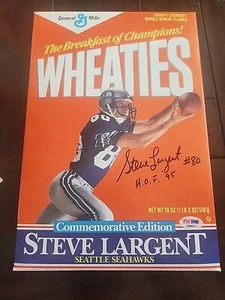 General Mills
CRISPY CRUNCHY
WHOLE WHEAT FLAKES
The Breakfast of Champions!
WHEATIES
80
Steve Largent #80
H.O.F. 95
NET WT 18 OZ (1 LB 2 OZ) 510 g
Commemorative Edition
STEVE LARGENT
SEATTLE SEAHAWKS